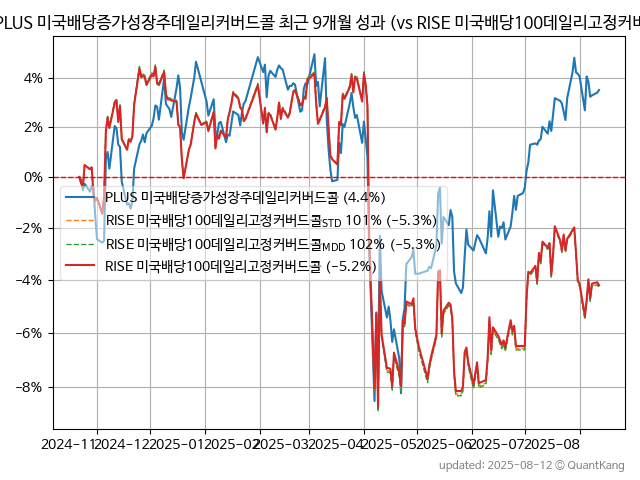 PLUS 미국배당증가성장주데일리커버드콜 최근 9개월 성과 (vs RISE 미국배당100데일리고정커버
4%
2%
0%
−2%
−4%
−6%
−8%
PLUS 미국배당증가성장주데일리커버드콜 (4.4%)
RISE 미국배당100데일리고정커버드콜STD 101% (−5.3%)
RISE 미국배당100데일리고정커버드콜MDD 102% (−5.3%)
RISE 미국배당100데일리고정커버드콜 (−5.2%)
2024-11 2024-12 2025-01 2025-02 2025-03 2025-04 2025-05 2025-06 2025-07 2025-08
updated: 2025-08-12 © QuantKang